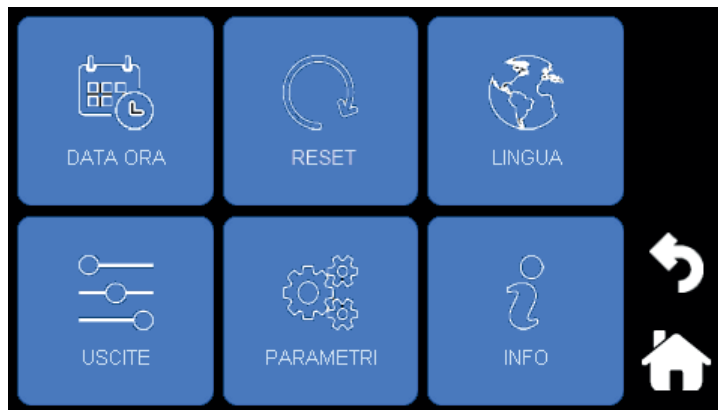 DATA ORA
RESET
LINGUA
USCITE
PARAMETRI
INFO